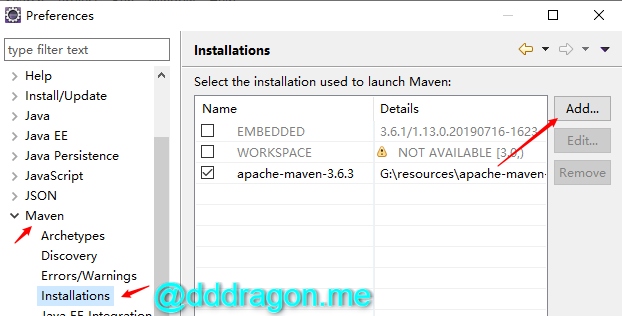 Preferences
type filter text
Help
Install/Update
Java
Java EE
Java Persistence
JavaScript
JSON
Maven
Archetypes
Discovery
Errors/Warnings
Installations
Java EE Integration
Installations
Select the installation used to launch Maven:
Name Details
EMBEDDED 3.6.1/1.13.0.20190716-1623
WORKSPACE NOT AVAILABLE [3.0,)
apache-maven-3.6.3 G:\resources\apache-maven-
Add...
Edit...
Remove
@dddragon.me